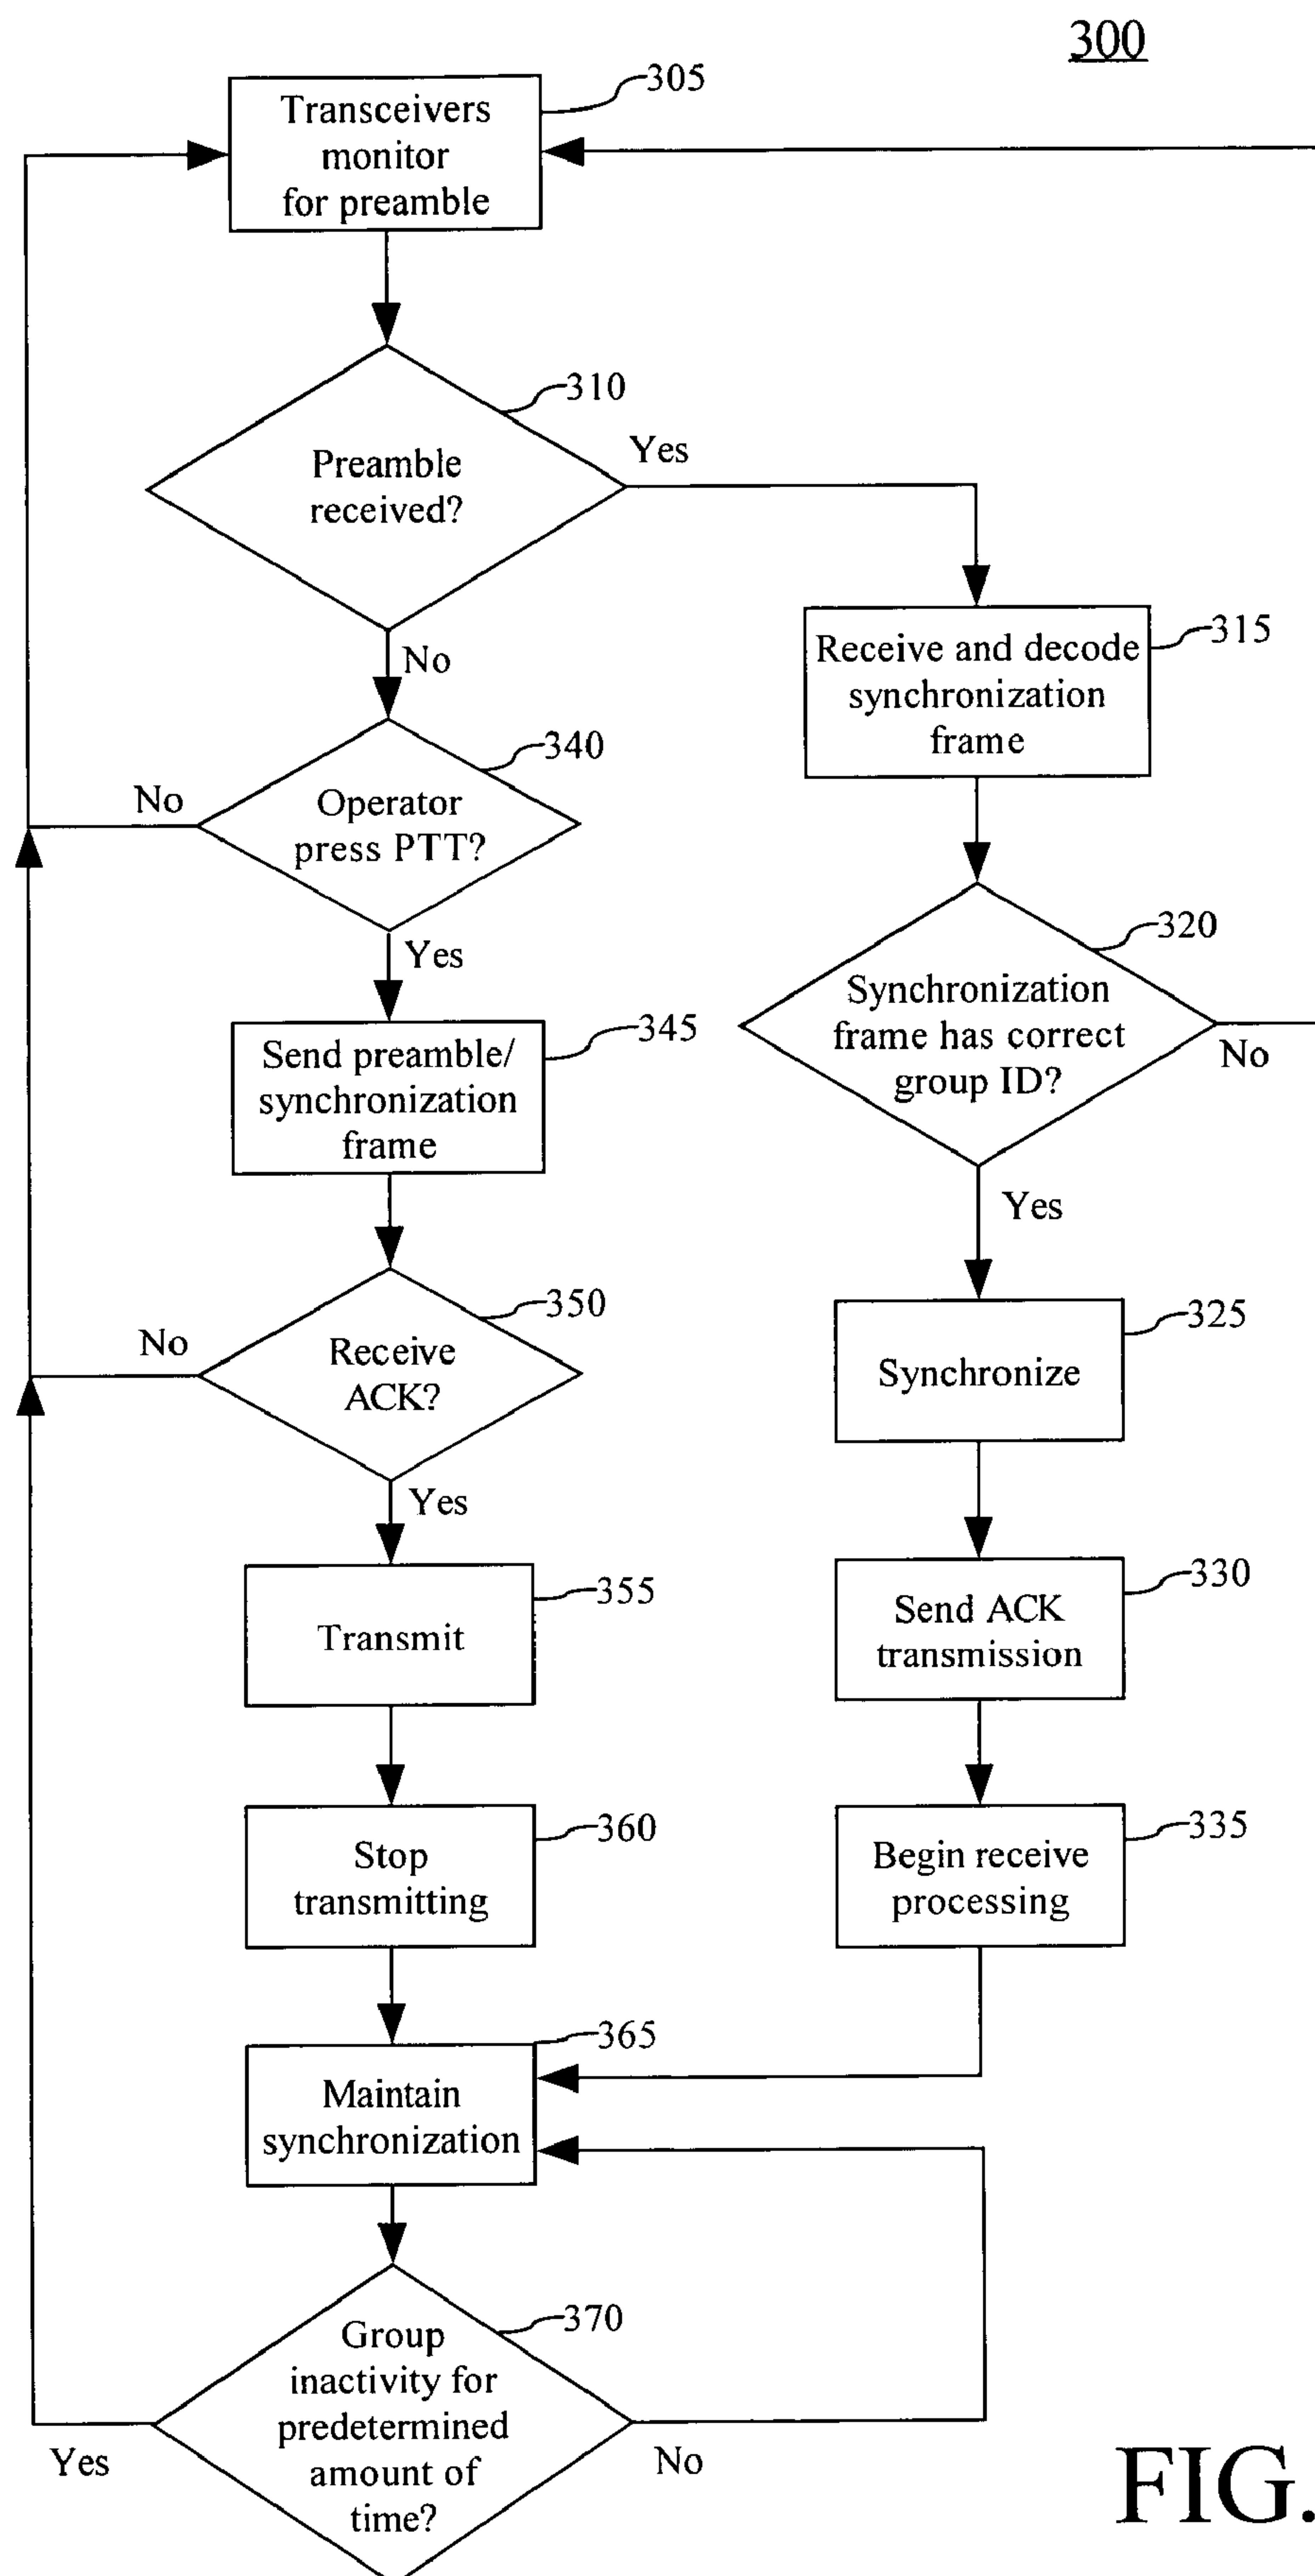 300
305
Transceivers
monitor
for preamble
310
Preamble
received?
Yes
No
315
Receive and decode
synchronization
frame
340
Operator
press PTT?
No
Yes
320
Synchronization
frame has correct
group ID?
No
Yes
345
Send preamble/
synchronization
frame
350
Receive
ACK?
No
Yes
325
Synchronize
355
Transmit
330
Send ACK
transmission
360
Stop
transmitting
335
Begin receive
processing
365
Maintain
synchronization
370
Group
inactivity for
predetermined
amount of
time?
Yes
No
FIG.